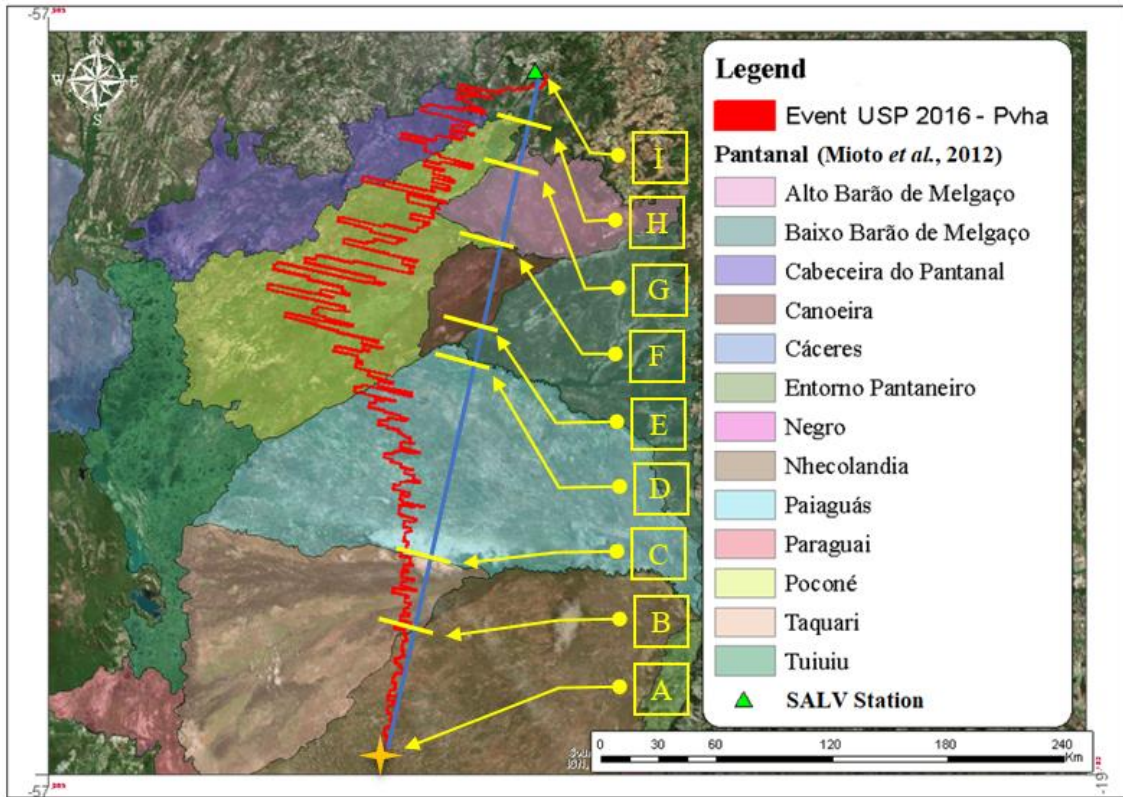 -57
N
W E
S
I
H
G
F
E
D
C
B
A
Legend
Event USP 2016 - Pvha
Pantanal (Mioto et al., 2012)
Alto Barão de Melgaço
Baixo Barão de Melgaço
Cabeceira do Pantanal
Canoeira
Cáceres
Entorno Pantaneiro
Negro
Nhecolandia
Paiaguás
Paraguai
Poconé
Taquari
Tuiuiu
SALV Station
0 30 60 120 180 240
Km
IGN,
-57
-19